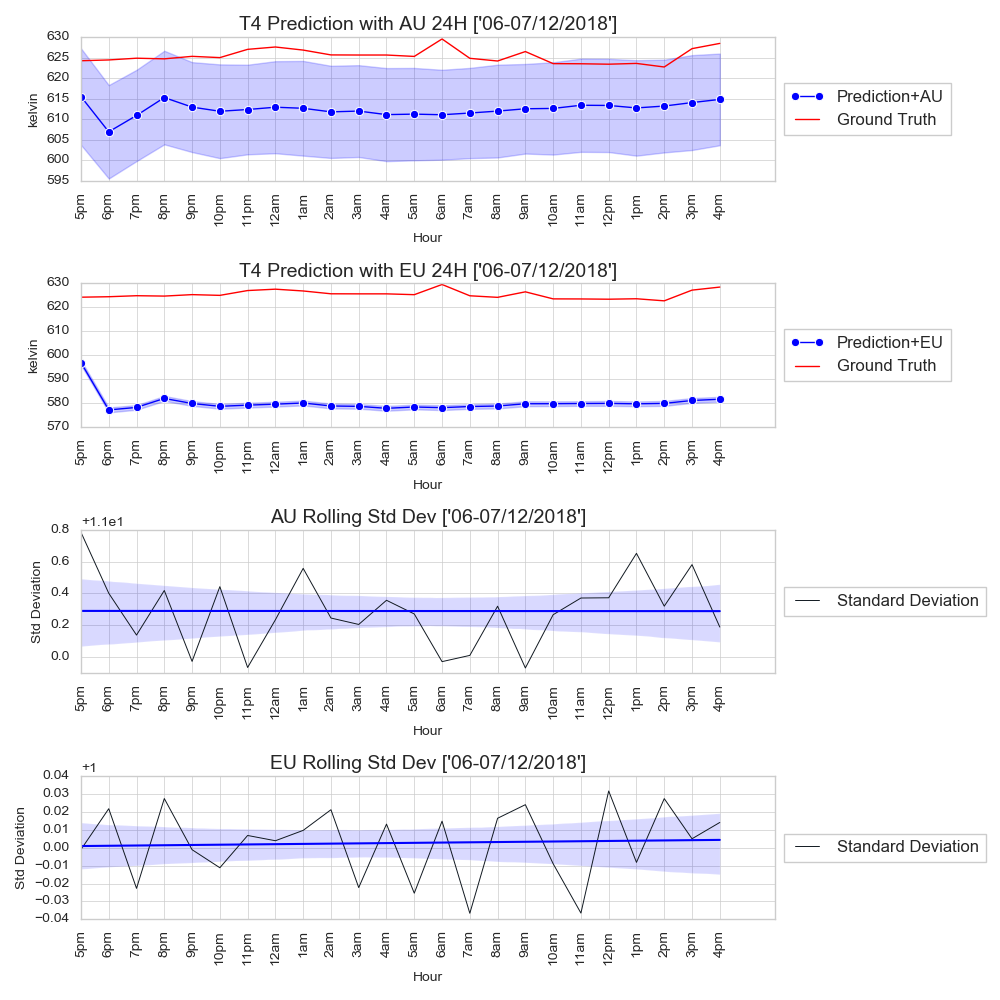 T4 Prediction with AU 24H ['06-07/12/2018']
630
625
620
615
610
605
600
595
kelvin
5pm 6pm 7pm 8pm 9pm 10pm 11pm 12am 1am 2am 3am 4am 5am 6am 7am 8am 9am 10am 11am 12pm 1pm 2pm 3pm 4pm
Hour
Prediction+AU
Ground Truth
T4 Prediction with EU 24H ['06-07/12/2018']
630
620
610
600
590
580
570
kelvin
5pm 6pm 7pm 8pm 9pm 10pm 11pm 12am 1am 2am 3am 4am 5am 6am 7am 8am 9am 10am 11am 12pm 1pm 2pm 3pm 4pm
Hour
Prediction+EU
Ground Truth
AU Rolling Std Dev ['06-07/12/2018']
+1.1e1
0.8
0.6
0.4
0.2
0.0
Std Deviation
5pm 6pm 7pm 8pm 9pm 10pm 11pm 12am 1am 2am 3am 4am 5am 6am 7am 8am 9am 10am 11am 12pm 1pm 2pm 3pm 4pm
Hour
Standard Deviation
EU Rolling Std Dev ['06-07/12/2018']
+1
0.04
0.03
0.02
0.01
0.00
−0.01
−0.02
−0.03
−0.04
Std Deviation
5pm 6pm 7pm 8pm 9pm 10pm 11pm 12am 1am 2am 3am 4am 5am 6am 7am 8am 9am 10am 11am 12pm 1pm 2pm 3pm 4pm
Hour
Standard Deviation